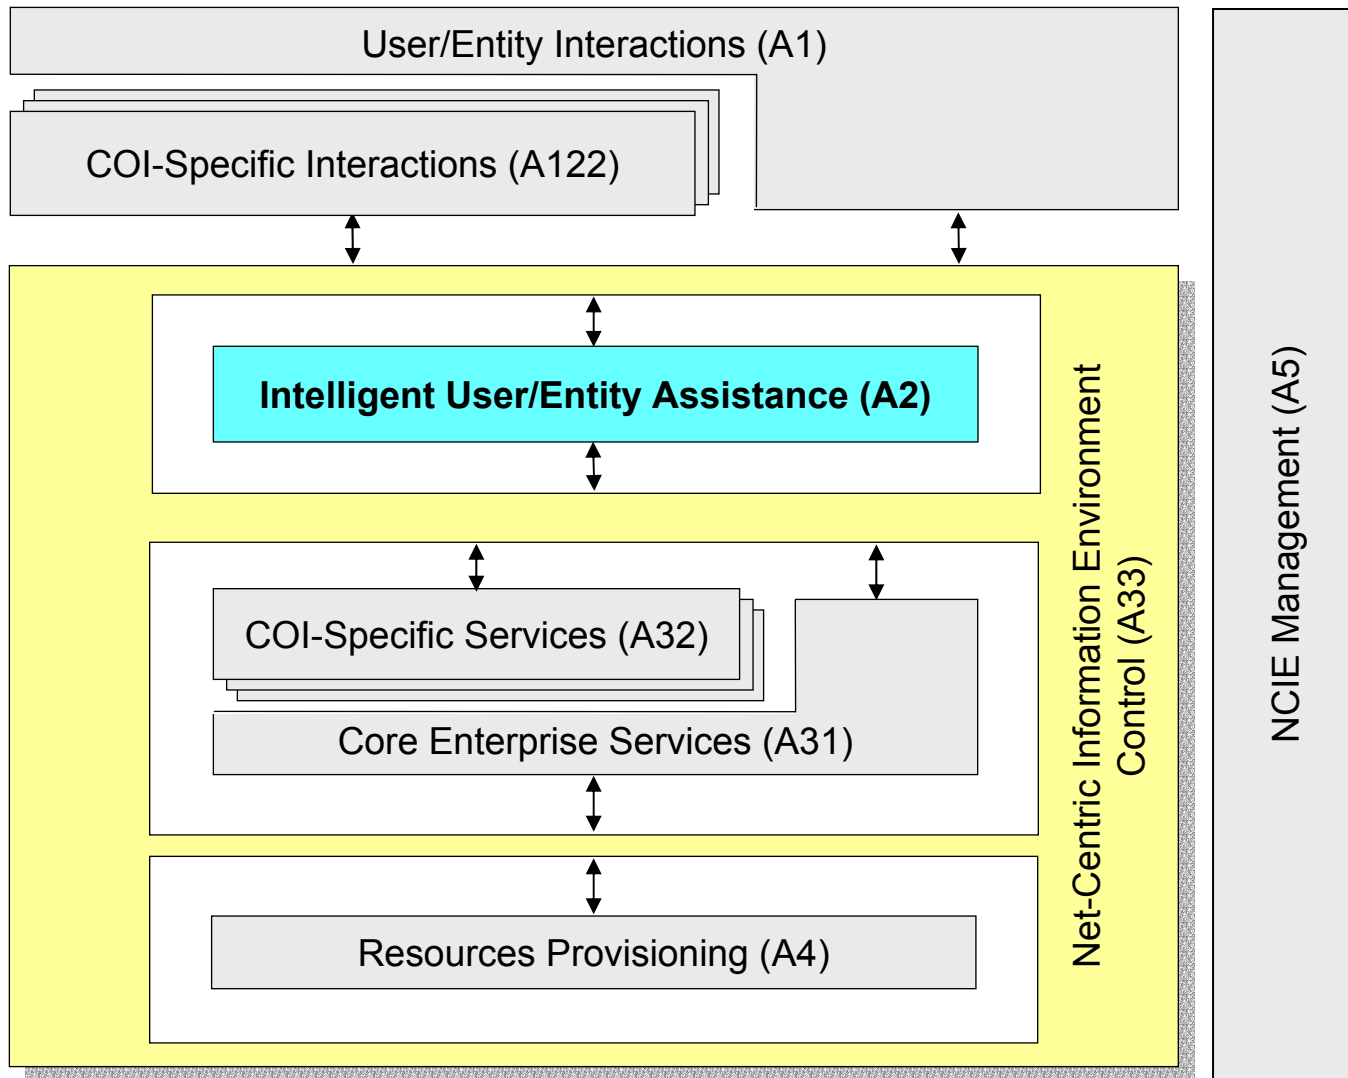 User/Entity Interactions (A1)
COI-Specific Interactions (A122)
Intelligent User/Entity Assistance (A2)
COI-Specific Services (A32)
Core Enterprise Services (A31)
Resources Provisioning (A4)
Net-Centric Information Environment
Control (A33)
NCIE Management (A5)